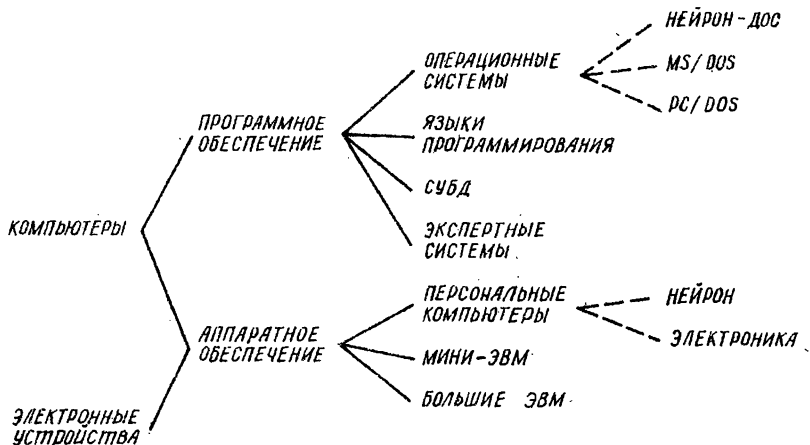 НЕЙРОН-ДОС
ОПЕРАЦИОННЫЕ
СИСТЕМЫ
MS/DOS
PC/DOS
ПРОГРАММНОЕ
ОБЕСПЕЧЕНИЕ
ЯЗЫКИ
ПРОГРАММИРОВАНИЯ
СУБД
КОМПЬЮТЕРЫ
ЭКСПЕРТНЫЕ
СИСТЕМЫ
ПЕРСОНАЛЬНЫЕ
КОМПЬЮТЕРЫ
НЕЙРОН
АППАРАТНОЕ
ОБЕСПЕЧЕНИЕ
ЭЛЕКТРОНИКА
МИНИ-ЭВМ
БОЛЬШИЕ ЭВМ
ЭЛЕКТРОННЫЕ
УСТРОЙСТВА